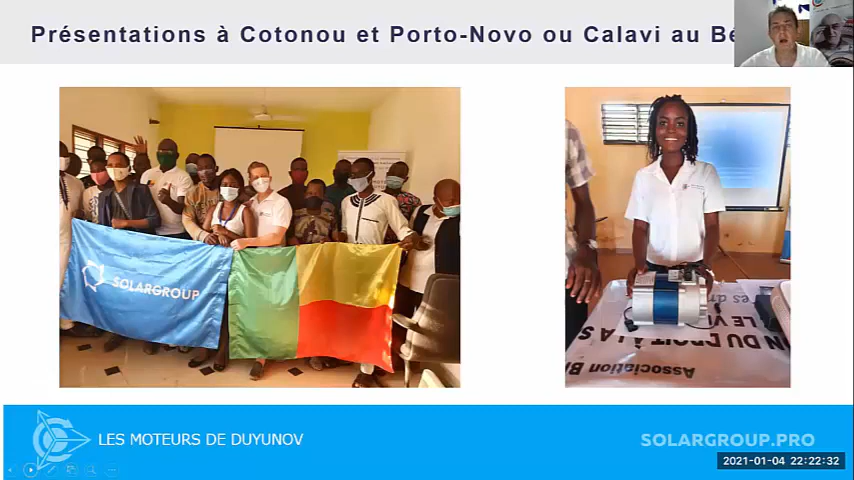 Présentations à Cotonou et Porto-Novo ou Calavi au
SOLARGROUP
Association
LES MOTEURS DE DUYUNOV
SOLARGROUP.PRO
2021-01-04 22:22:32